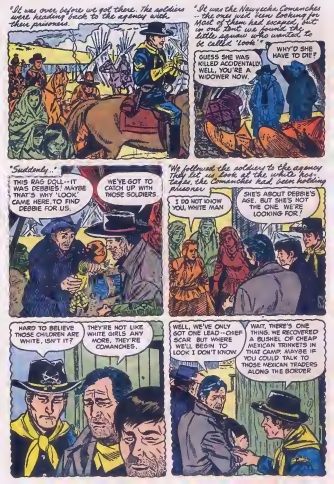 "It was over before we got there. The soldiers
were heading back to the agency with
their prisoners.
"It was the Nawyecka Comanches
-- the ones we'd been looking for
Most of them had escaped, but
in one tent we found the
little squaw who wanted to
be called 'Look'"
GUESS SHE WAS
KILLED ACCIDENTALLY
WELL, YOU'RE A
WIDOWER NOW.
WHY'D SHE
HAVE TO DIE?
"Suddenly..."
THIS RAG DOLL--IT
WAS DEBBIE'S! MAYBE
THAT'S WHY 'LOOK'
CAME HERE, TO FIND
DEBBIE FOR US.
WE'VE GOT TO
CATCH UP WITH
THOSE SOLDIERS.
"We followed the soldiers to the agency
They let us look at the white hos-
tages, the Comanches had been holding
prisoner
I DO NOT
KNOW YOU,
WHITE MAN
SHE'S ABOUT DEBBIE'S
AGE. BUT SHE'S
NOT THE ONE WE'RE
LOOKING FOR!
HARD TO BELIEVE
THOSE CHILDREN ARE
WHITE, ISN'T IT?
THEY'RE NOT LIKE
WHITE GIRLS ANY
MORE, THEY'RE
COMANCHES.
WELL, WE'VE ONLY
GOT ONE LEAD--CHIEF
SCAR BUT WHERE
WE'LL BEGIN TO
LOOK I DON'T KNOW
WAIT, THERE'S ONE
THING. WE RECOVERED
A BUSHEL OF CHEAP
MEXICAN TRINKETS IN
THAT CAMP. MAYBE IF
YOU COULD TALK TO
THOSE MEXICAN TRADERS
ALONG THE BORDER